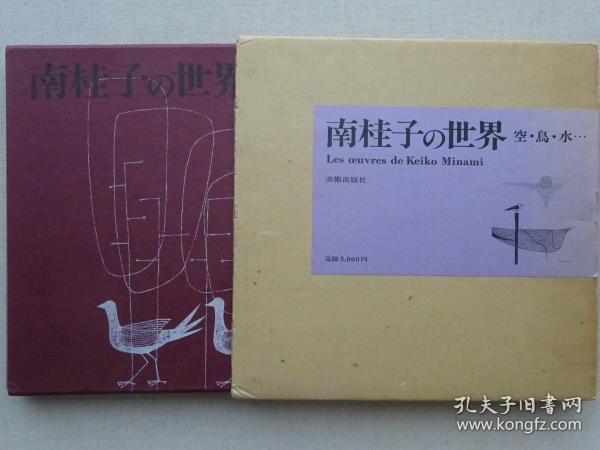 南桂子の世界
南桂子の世界 空・鳥・水…
Les œuvres de Keiko Minami
美術出版社
定価 5,800円
孔夫子旧书网
www.kongfz.com